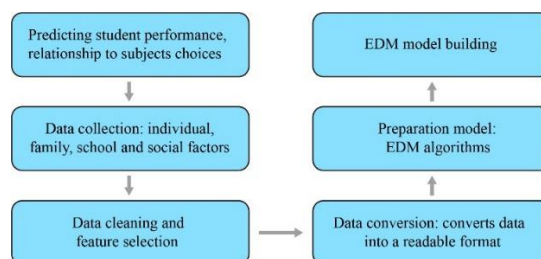 Predicting student performance,
relationship to subjects choices
Data collection: individual,
family, school and social factors
Data cleaning and
feature selection
Data conversion: converts data
into a readable format
Preparation model:
EDM algorithms
EDM model building